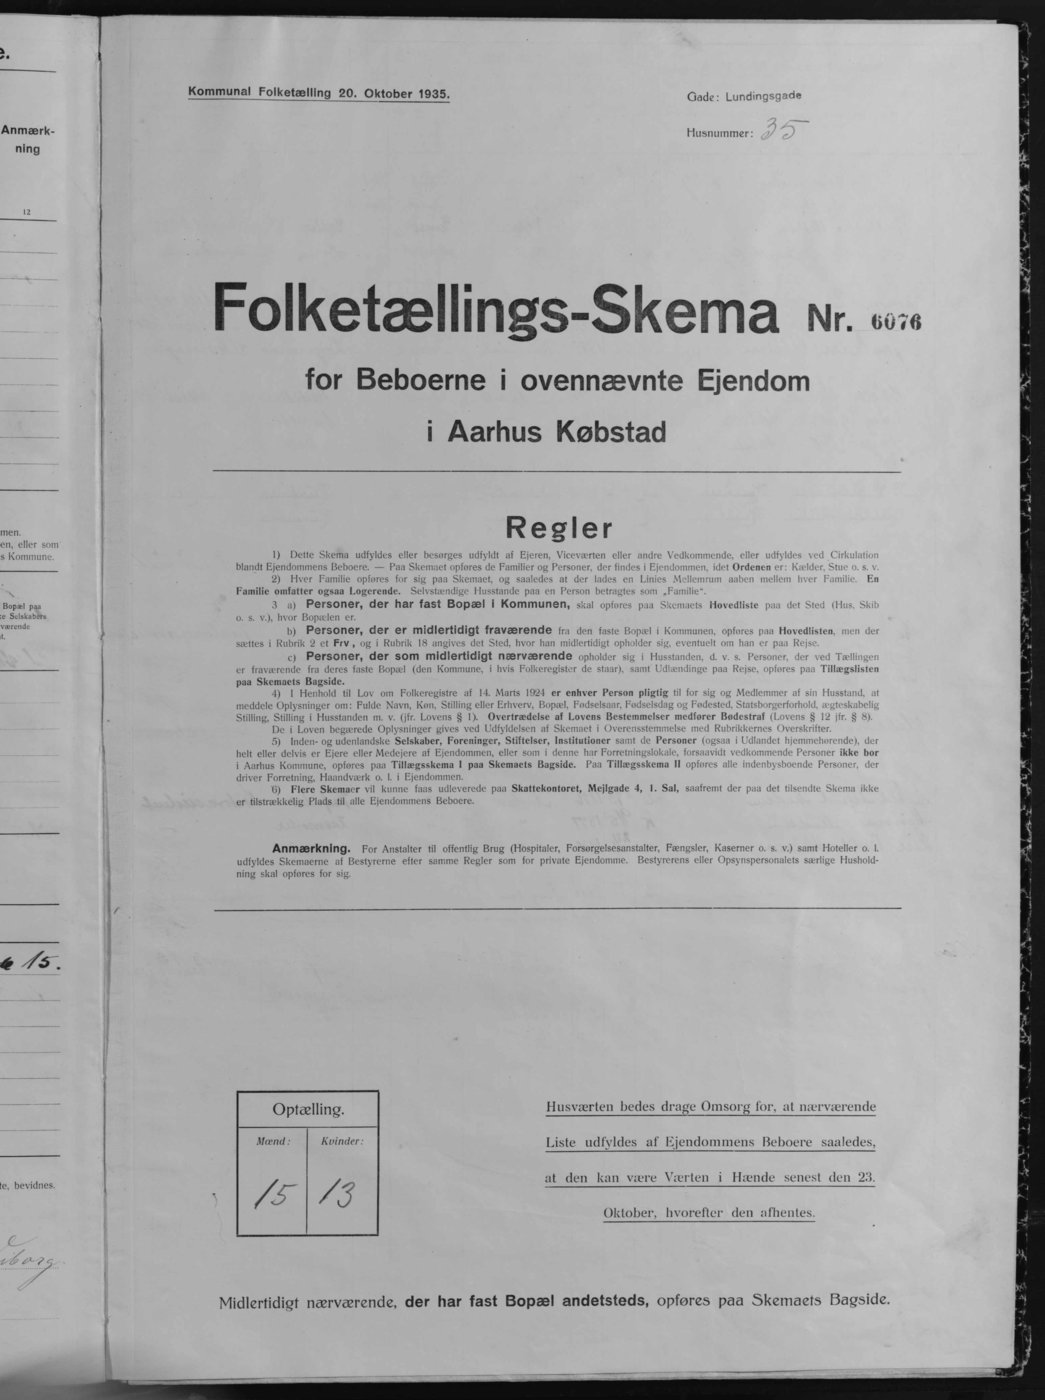 e.
Anmærk-
ning
12
men.
en, eller som
s Kommune.
Bopæl paa
te Selskabers
værende
t.
15.
te, bevidnes.
Kommunal Folketælling 20. Oktober 1935.
Gade: Lundingsgade
Husnummer: 35
Folketællings-Skema Nr. 6076
for Beboerne i ovennævnte Ejendom
i Aarhus Købstad
Regler
1) Dette Skema udfyldes eller besørges udfyldt af Ejeren, Viceværten eller andre Vedkommende, eller udfyldes ved Cirkulation
blandt Ejendommens Beboere. — Paa Skemaet opføres de Familier og Personer, der findes i Ejendommen, idet Ordenen er: Kælder, Stue o. s. v.
2) Hver Familie opføres for sig paa Skemaet, og saaledes at der lades en Linies Mellemrum aaben mellem hver Familie. En
Familie omfatter ogsaa Logerende. Selvstændige Husstande paa en Person betragtes som „Familie“.
3 a) Personer, der har fast Bopæl i Kommunen, skal opføres paa Skemaets Hovedliste paa det Sted (Hus, Skib
o. s. v.), hvor Bopælen er.
b) Personer, der er midlertidigt fraværende fra den faste Bopæl i Kommunen, opføres paa Hovedlisten, men der
sættes i Rubrik 2 et Frv, og i Rubrik 18 angives det Sted, hvor han midlertidigt opholder sig, eventuelt om han er paa Rejse.
c) Personer, der som midlertidigt nærværende opholder sig i Husstanden, d. v. s. Personer, der ved Tællingen
er fraværende fra deres faste Bopæl (den Kommune, i hvis Folkeregister de staar), samt Udlændinge paa Rejse, opføres paa Tillægslisten
paa Skemaets Bagside.
4) I Henhold til Lov om Folkeregistre af 14. Marts 1924 er enhver Person pligtig til for sig og Medlemmer af sin Husstand, at
meddele Oplysninger om: Fulde Navn, Køn, Stilling eller Erhverv, Bopæl, Fødselsaar, Fødselsdag og Fødested, Statsborgerforhold, ægteskabelig
Stilling, Stilling i Husstanden m. v. (jfr. Lovens § 1). Overtrædelse af Lovens Bestemmelser medfører Bødestraf (Lovens § 12 jfr. § 8).
De i Loven begærede Oplysninger gives ved Udfyldelsen af Skemaet i Overensstemmelse med Rubrikkernes Overskrifter.
5) Inden- og udenlandske Selskaber, Foreninger, Stiftelser, Institutioner samt de Personer (ogsaa i Udlandet hjemmehørende), der
helt eller delvis er Ejere eller Medejere af Ejendommen, eller som i denne har Forretningslokale, forsaavidt vedkommende Personer ikke bor
i Aarhus Kommune, opføres paa Tillægsskema I paa Skemaets Bagside. Paa Tillægsskema II opføres alle indenbysboende Personer, der
driver Forretning, Haandværk o. l. i Ejendommen.
6) Flere Skemaer vil kunne faas udleverede paa Skattekontoret, Mejlgade 4, 1. Sal, saafremt der paa det tilsendte Skema ikke
er tilstrækkelig Plads til alle Ejendommens Beboere.
Anmærkning. For Anstalter til offentlig Brug (Hospitaler, Forsørgelsesanstalter, Fængsler, Kaserner o. s. v.) samt Hoteller o. l.
udfyldes Skemaerne af Bestyrerne efter samme Regler som for private Ejendomme. Bestyrerens eller Opsynspersonalets særlige Hushold-
ning skal opføres for sig.
Optælling.
Mænd: Kvinder:
15 13
Husværten bedes drage Omsorg for, at nærværende
Liste udfyldes af Ejendommens Beboere saaledes,
at den kan være Værten i Hænde senest den 23.
Oktober, hvorefter den afhentes.
Midlertidigt nærværende, der har fast Bopæl andetsteds, opføres paa Skemaets Bagside.